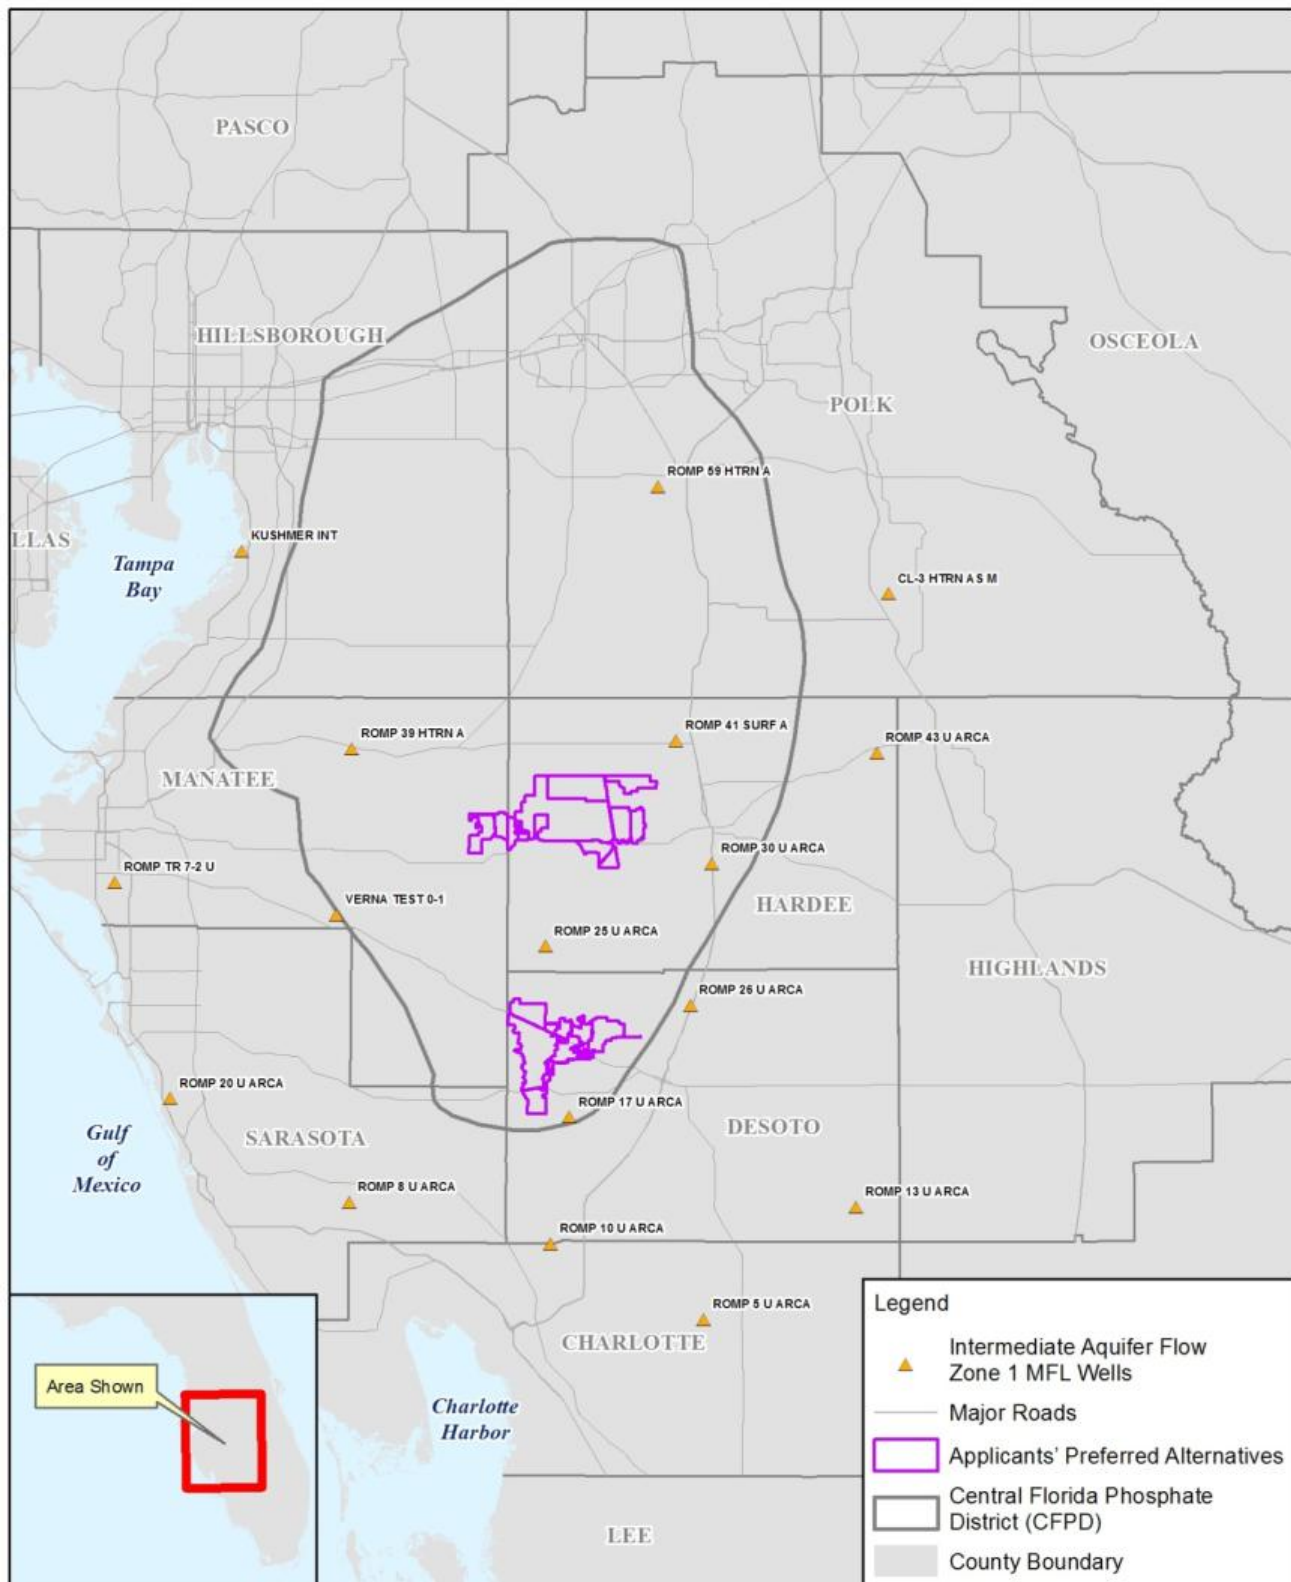 PASCO
HILLSBOROUGH
OSCEOLA
POLK
ROMP 59 HTRN A
KUSHMER INT
LLAS
Tampa
Bay
CL-3 HTRN AS M
ROMP 39 HTRN A
ROMP 41 SURF A
ROMP 43 U ARCA
MANATEE
ROMP TR 7-2 U
ROMP 30 U ARCA
VERNA TEST 0-1
HARDEE
ROMP 25 U ARCA
HIGHLANDS
ROMP 26 U ARCA
ROMP 20 U ARCA
ROMP 17 U ARCA
DESOTO
Gulf
of
Mexico
SARASOTA
ROMP 8 U ARCA
ROMP 13 U ARCA
ROMP 10 U ARCA
ROMP 5 U ARCA
CHARLOTTE
Charlotte
Harbor
LEE
Area Shown
Legend
Intermediate Aquifer Flow
Zone 1 MFL Wells
Major Roads
Applicants' Preferred Alternatives
Central Florida Phosphate
District (CFPD)
County Boundary